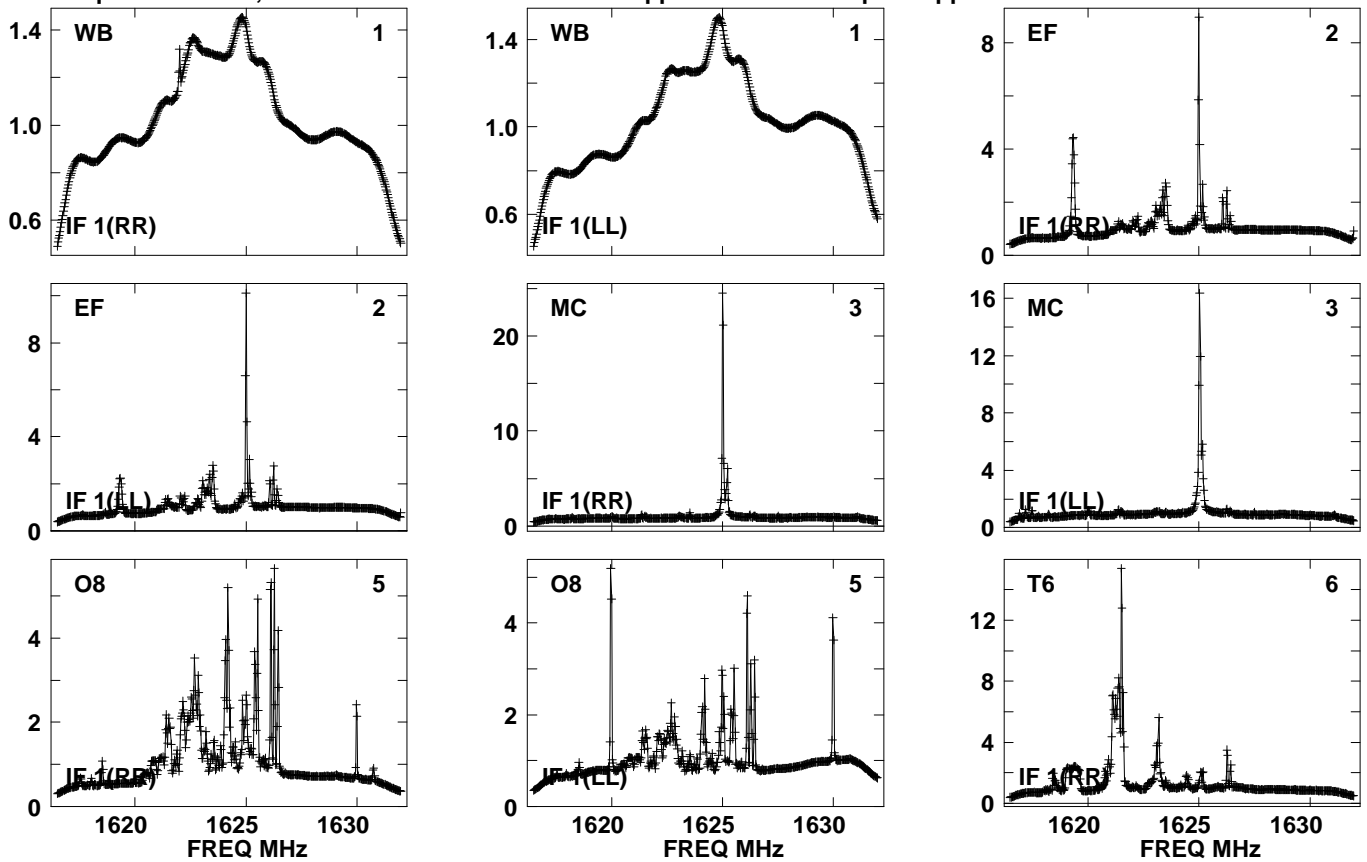 WB 1
1.4
1.0
0.6
IF 1(RR)
WB 1
1.4
1.0
0.6
IF 1(LL)
EF 2
8
4
0
IF 1(RR)
EF 2
8
4
2
0
IF 1(LL)
MC 3
20
10
0
IF 1(RR)
MC 3
16
12
8
4
0
IF 1(LL)
O8 5
4
2
0
IF 1(RR)
1620 1625 1630
FREQ MHz
O8 5
4
2
0
IF 1(LL)
1620 1625 1630
FREQ MHz
T6 6
12
8
4
0
IF 1(RR)
1620 1625 1630
FREQ MHz